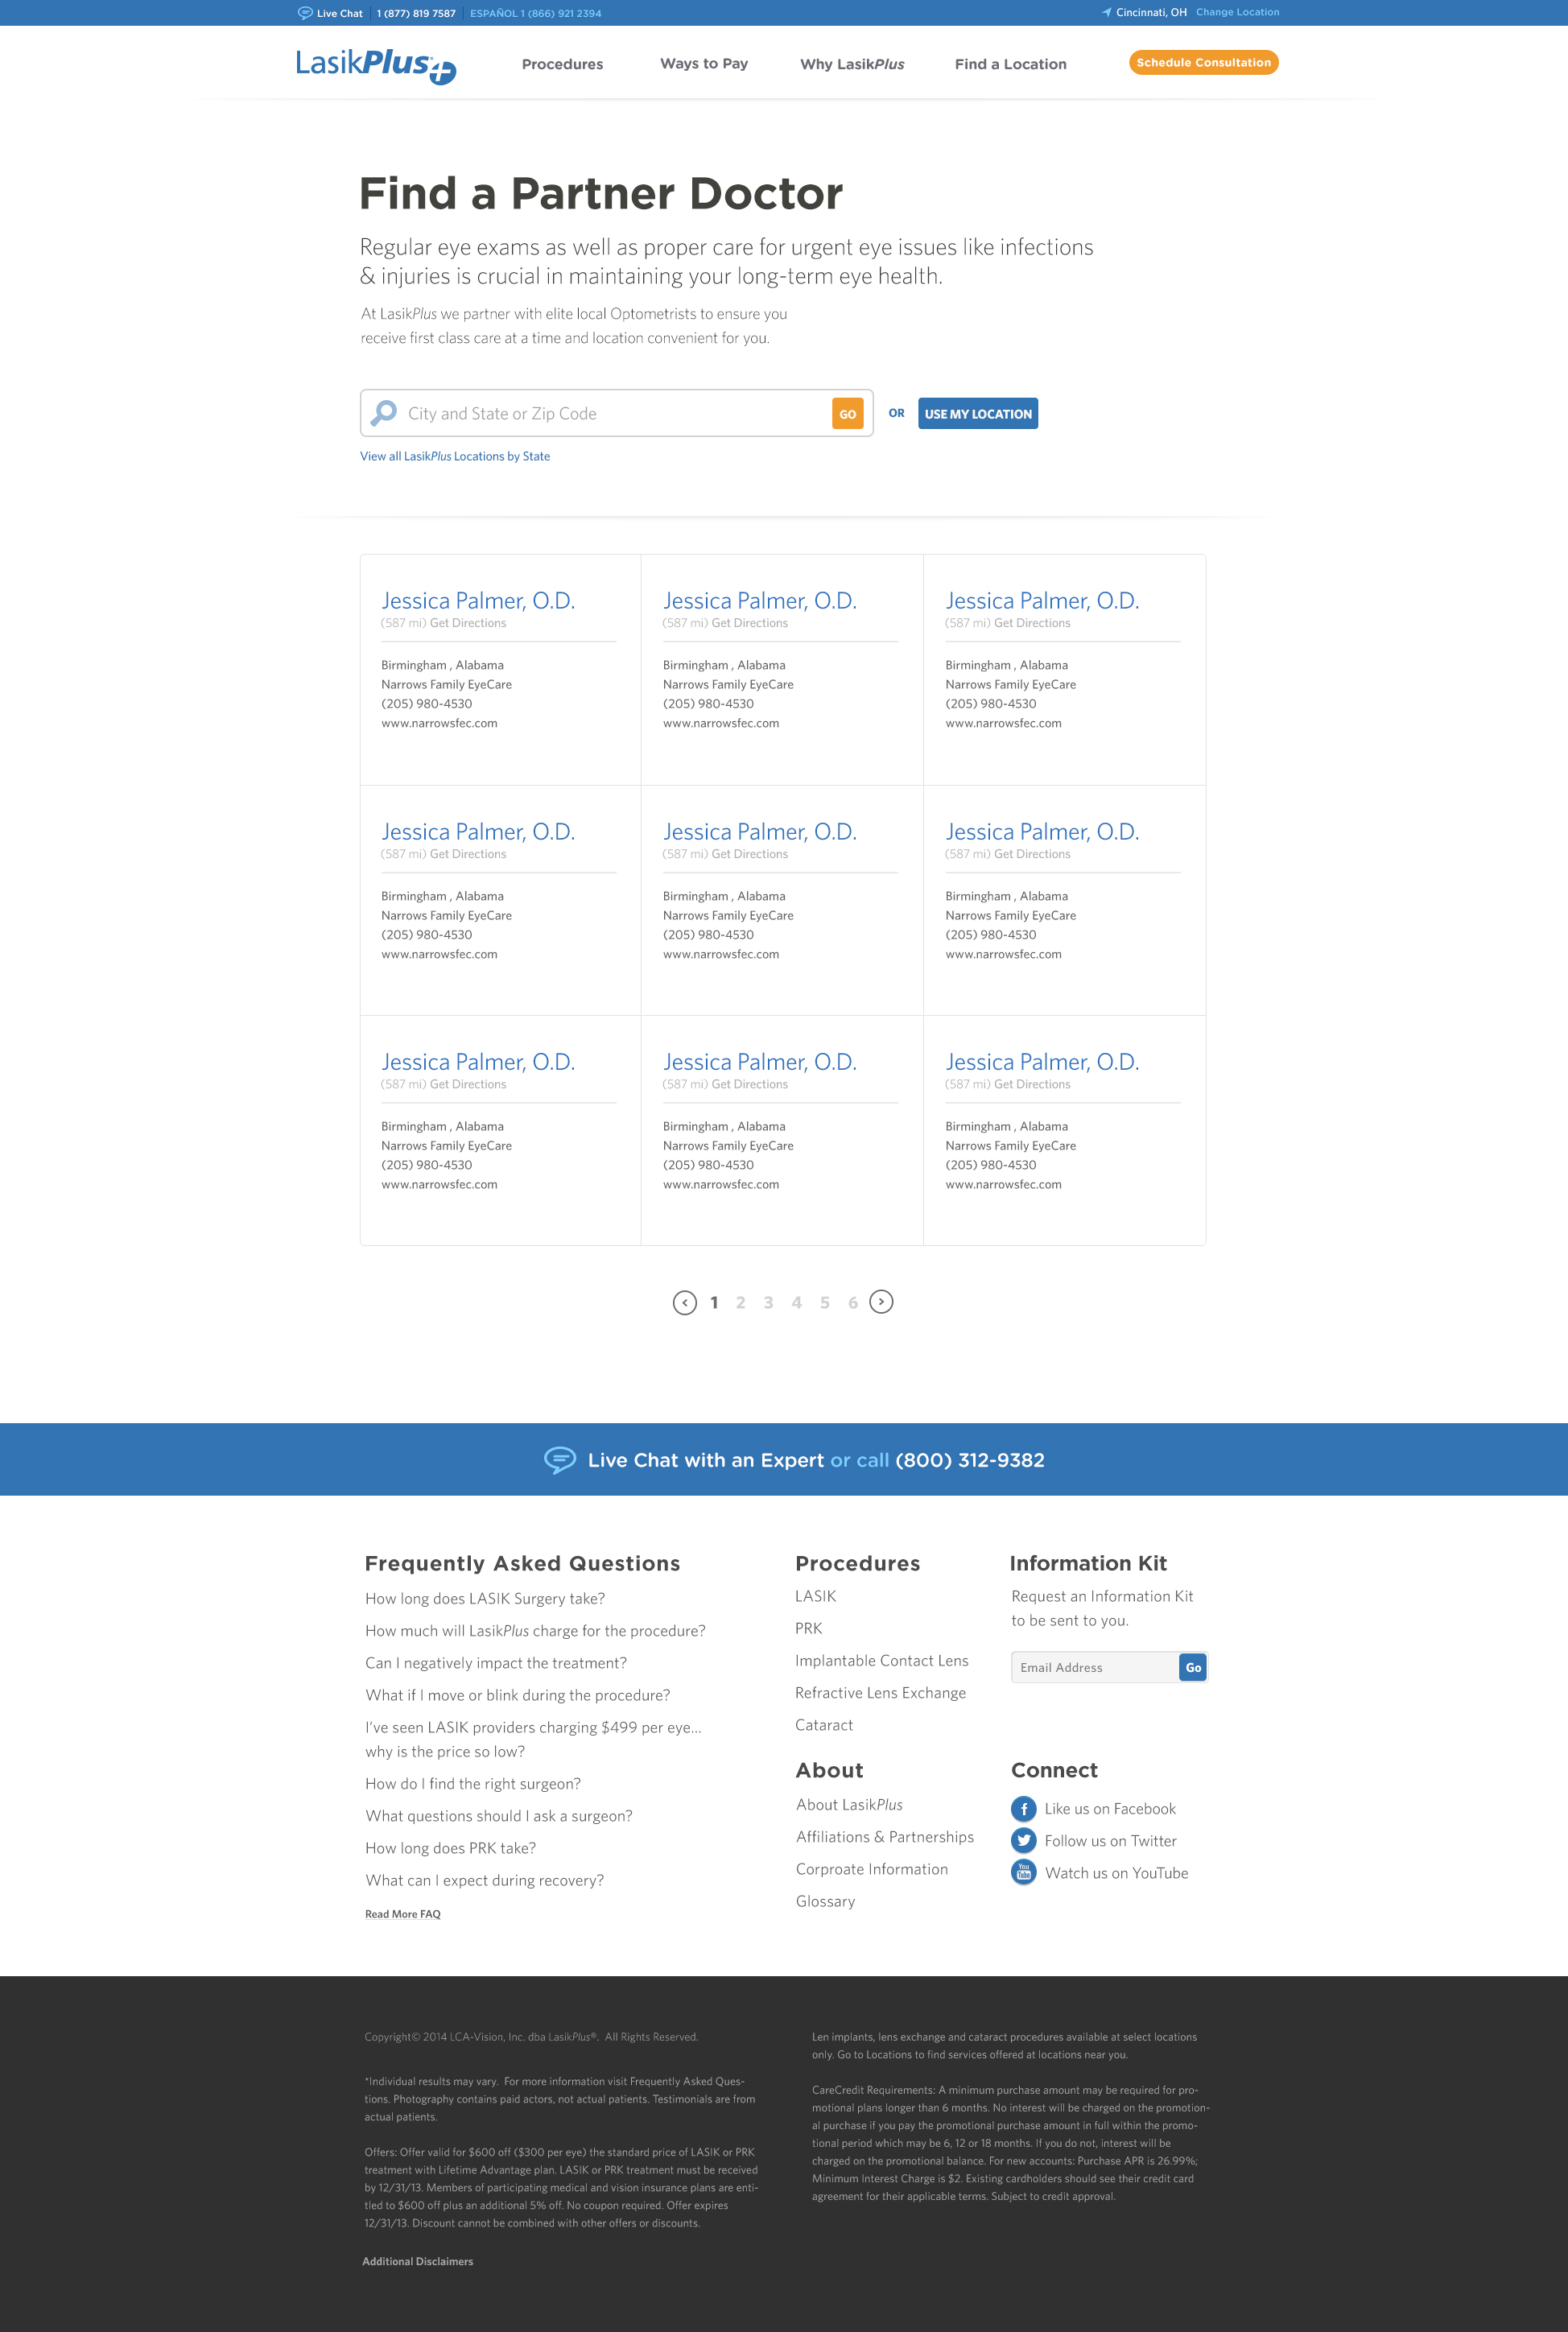 Live Chat 1 (877) 819 7587 ESPAÑOL 1 (866) 921 2394
Cincinnati, OH Change Location
LasikPlus
Procedures Ways to Pay Why LasikPlus Find a Location Schedule Consultation
Find a Partner Doctor
Regular eye exams as well as proper care for urgent eye issues like infections
& injuries is crucial in maintaining your long-term eye health.
At LasikPlus we partner with elite local Optometrists to ensure you
receive first class care at a time and location convenient for you.
City and State or Zip Code GO OR USE MY LOCATION
View all LasikPlus Locations by State
Jessica Palmer, O.D. Jessica Palmer, O.D. Jessica Palmer, O.D.
(587 mi) Get Directions (587 mi) Get Directions (587 mi) Get Directions
Birmingham , Alabama Birmingham , Alabama Birmingham , Alabama
Narrows Family EyeCare Narrows Family EyeCare Narrows Family EyeCare
(205) 980-4530 (205) 980-4530 (205) 980-4530
www.narrowsfec.com www.narrowsfec.com www.narrowsfec.com
Jessica Palmer, O.D. Jessica Palmer, O.D. Jessica Palmer, O.D.
(587 mi) Get Directions (587 mi) Get Directions (587 mi) Get Directions
Birmingham , Alabama Birmingham , Alabama Birmingham , Alabama
Narrows Family EyeCare Narrows Family EyeCare Narrows Family EyeCare
(205) 980-4530 (205) 980-4530 (205) 980-4530
www.narrowsfec.com www.narrowsfec.com www.narrowsfec.com
Jessica Palmer, O.D. Jessica Palmer, O.D. Jessica Palmer, O.D.
(587 mi) Get Directions (587 mi) Get Directions (587 mi) Get Directions
Birmingham , Alabama Birmingham , Alabama Birmingham , Alabama
Narrows Family EyeCare Narrows Family EyeCare Narrows Family EyeCare
(205) 980-4530 (205) 980-4530 (205) 980-4530
www.narrowsfec.com www.narrowsfec.com www.narrowsfec.com
1 2 3 4 5 6
Live Chat with an Expert or call (800) 312-9382
Frequently Asked Questions
How long does LASIK Surgery take?
How much will LasikPlus charge for the procedure?
Can I negatively impact the treatment?
What if I move or blink during the procedure?
I've seen LASIK providers charging $499 per eye...
why is the price so low?
How do I find the right surgeon?
What questions should I ask a surgeon?
How long does PRK take?
What can I expect during recovery?
Read More FAQ
Procedures
LASIK
PRK
Implantable Contact Lens
Refractive Lens Exchange
Cataract
About
About LasikPlus
Affiliations & Partnerships
Corproate Information
Glossary
Information Kit
Request an Information Kit
to be sent to you.
Email Address Go
Connect
Like us on Facebook
Follow us on Twitter
You Tube Watch us on YouTube
Copyright© 2014 LCA-Vision, Inc. dba LasikPlus®. All Rights Reserved.
*Individual results may vary. For more information visit Frequently Asked Ques-
tions. Photography contains paid actors, not actual patients. Testimonials are from
actual patients.
Offers: Offer valid for $600 off ($300 per eye) the standard price of LASIK or PRK
treatment with Lifetime Advantage plan. LASIK or PRK treatment must be received
by 12/31/13. Members of participating medical and vision insurance plans are enti-
tled to $600 off plus an additional 5% off. No coupon required. Offer expires
12/31/13. Discount cannot be combined with other offers or discounts.
Additional Disclaimers
Len implants, lens exchange and cataract procedures available at select locations
only. Go to Locations to find services offered at locations near you.
CareCredit Requirements: A minimum purchase amount may be required for pro-
motional plans longer than 6 months. No interest will be charged on the promotion-
al purchase if you pay the promotional purchase amount in full within the promo-
tional period which may be 6, 12 or 18 months. If you do not, interest will be
charged on the promotional balance. For new accounts: Purchase APR is 26.99%;
Minimum Interest Charge is $2. Existing cardholders should see their credit card
agreement for their applicable terms. Subject to credit approval.